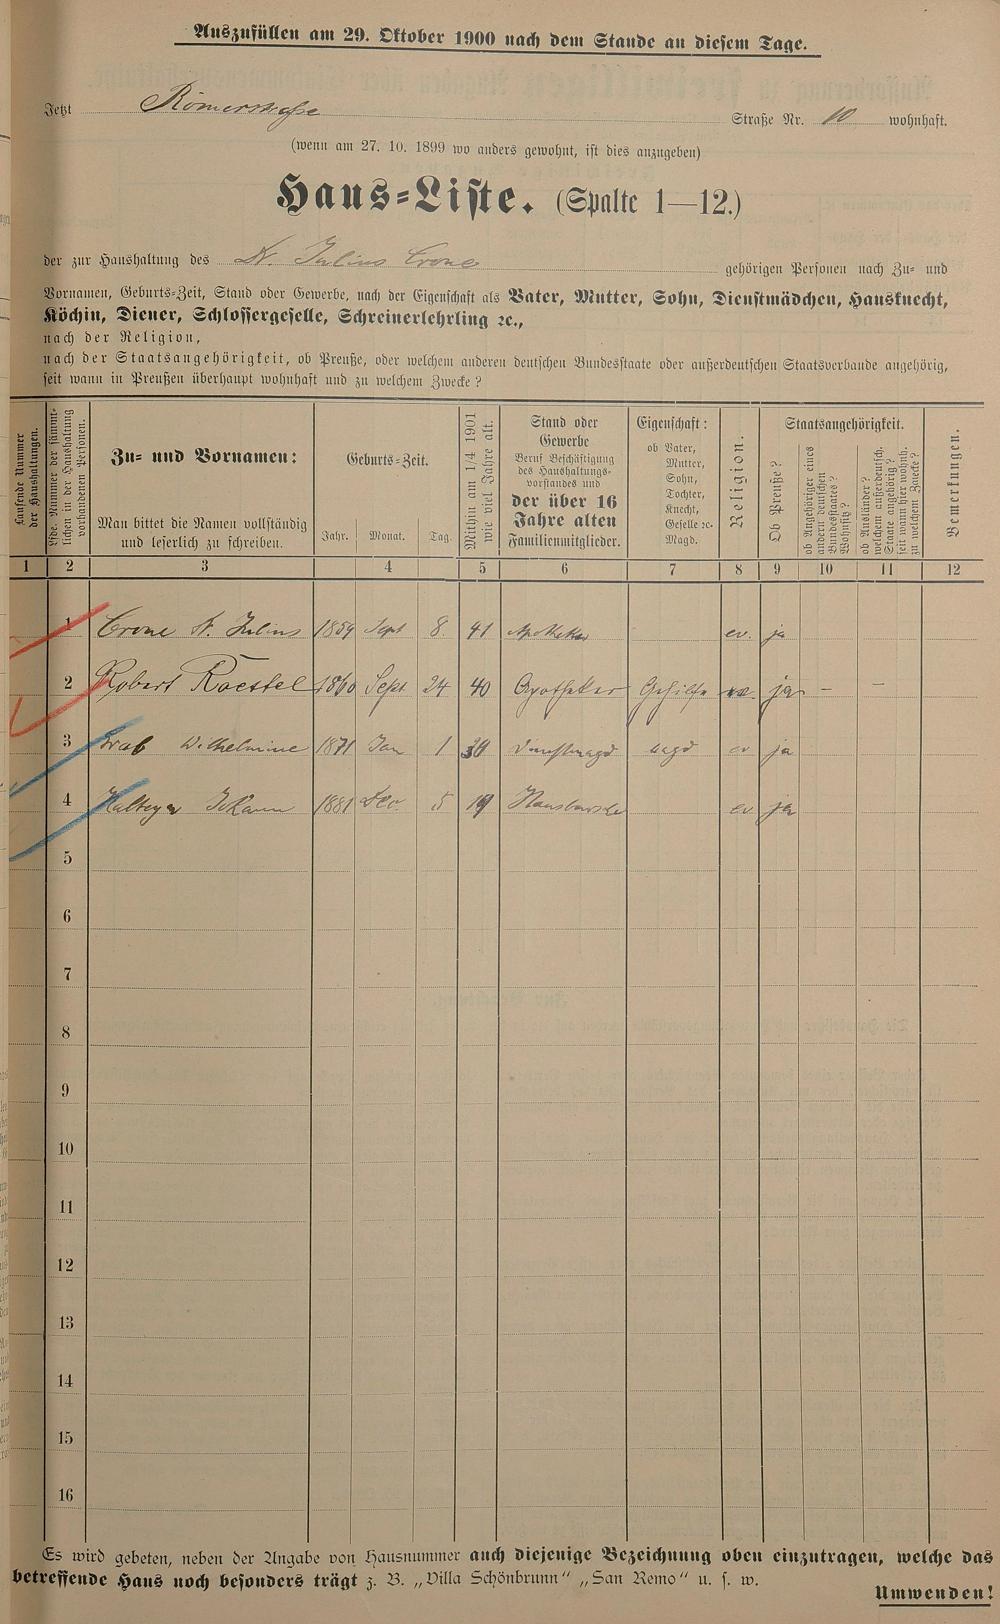 Auszufüllen am 29. Oktober 1900 nach dem Stande an diesem Tage.
Jetzt Römerstraße Straße Nr. 10 wohnhaft.
(wenn am 27. 10. 1899 wo anders gewohnt, ist dies anzugeben)
Haus-Liste. (Spalte 1—12.)
der zur Haushaltung des Dr. Julius Crone gehörigen Personen nach Zu- und
Vornamen, Geburts-Zeit, Stand oder Gewerbe, nach der Eigenschaft als Vater, Mutter, Sohn, Dienstmädchen, Hausknecht,
Köchin, Diener, Schlossergeselle, Schreinerlehrling ꝛc.,
nach der Religion,
nach der Staatsangehörigkeit, ob Preuße, oder welchem anderen deutschen Bundesstaate oder außerdeutschen Staatsverbande angehörig,
seit wann in Preußen überhaupt wohnhaft und zu welchem Zwecke?
Laufende Nummer
der Haushaltungen.
Lfde. Nummer der sämmt-
lichen in der Haushaltung
vorhandenen Personen.
Zu- und Vornamen:
Man bittet die Namen vollständig
und leserlich zu schreiben.
Geburts-Zeit.
Jahr. Monat. Tag.
Mithin am 1/4 1901
wie viel Jahre alt.
Stand oder
Gewerbe
Beruf Beschäftigung
des Haushaltungs-
vorstandes und
der über 16
Jahre alten
Familienmitglieder.
Eigenschaft:
ob Vater,
Mutter,
Sohn,
Tochter,
Knecht,
Geselle ꝛc.
Magd.
Religion.
Staatsangehörigkeit.
Ob Preuße?
ob Angehöriger eines
andern deutschen
Bundesstaates?
Wohnsitz?
ob Ausländer?
welchem außerdeutsch.
Staate angehörig?
seit wann hier wohnh.
zu welchem Zwecke?
Bemerkungen.
1 2 3 4 5 6 7 8 9 10 11 12
1 Crone Dr. Julius 1859 Sept 8. 41 Apotheker ev. ja
2 Robert Roestel 1860 Sept 24 40 Apotheker Gehilfe ev. ja — —
3 Grab Wilhelmine 1871 Jan 1 30 Dienstmagd Magd ev ja
4 Johann 1881 Dec 5 19 Hausbursche ev ja
5
6
7
8
9
10
11
12
13
14
15
16
Es wird gebeten, neben der Angabe von Hausnummer auch diejenige Bezeichnung oben einzutragen, welche das
betreffende Haus noch besonders trägt z. B. „Villa Schönbrunn" „San Remo" u. s. w.
Umwenden!